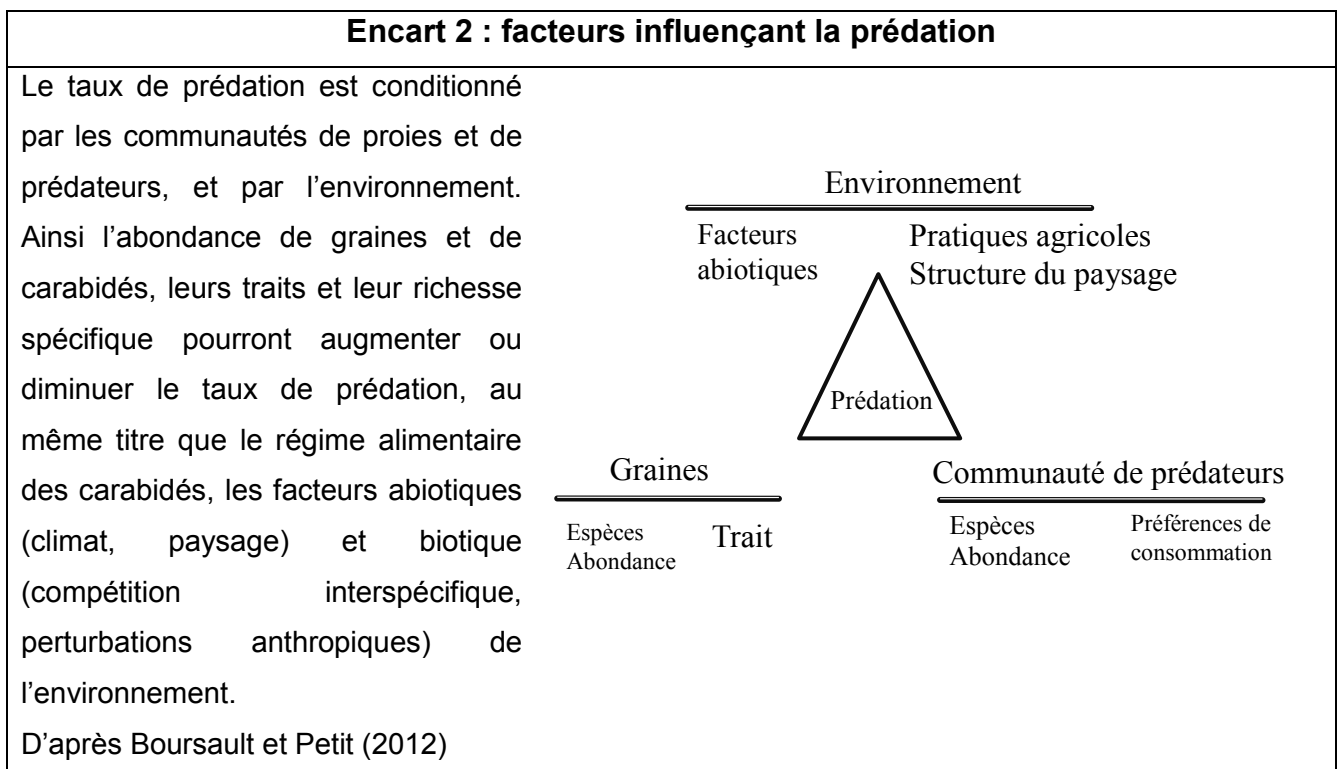 Encart 2 : facteurs influençant la prédation
Le taux de prédation est conditionné
par les communautés de proies et de
prédateurs, et par l’environnement.
Ainsi l’abondance de graines et de
carabidés, leurs traits et leur richesse
spécifique pourront augmenter ou
diminuer le taux de prédation, au
même titre que le régime alimentaire
des carabidés, les facteurs abiotiques
(climat, paysage) et biotique
(compétition interspécifique,
perturbations anthropiques) de
l’environnement.
D’après Boursault et Petit (2012)
Environnement
Facteurs
abiotiques
Pratiques agricoles
Structure du paysage
Prédation
Graines
Espèces
Abondance
Trait
Communauté de prédateurs
Espèces
Abondance
Préférences de
consommation